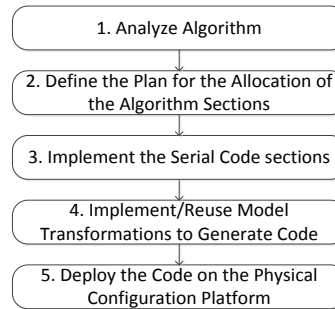 1. Analyze Algorithm
2. Define the Plan for the Allocation of
the Algorithm Sections
3. Implement the Serial Code sections
4. Implement/Reuse Model
Transformations to Generate Code
5. Deploy the Code on the Physical
Configuration Platform